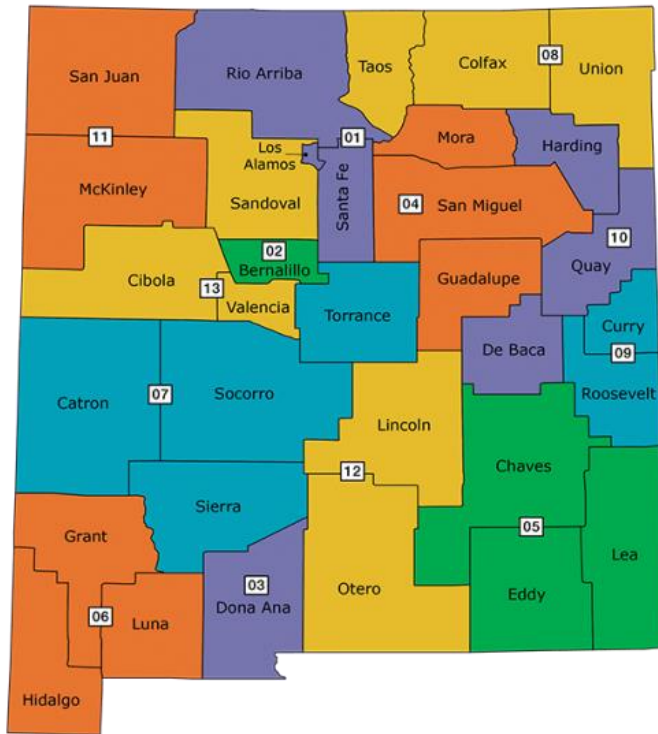 San Juan
Rio Arriba
Taos
Colfax
08
Union
11
01
Mora
Harding
Los
Alamos
Santa Fe
McKinley
Sandoval
04
San Miguel
02
Bernalillo
10
Quay
Cibola
13
Valencia
Guadalupe
Torrance
Curry
De Baca
09
Roosevelt
Catron
07
Socorro
Lincoln
Chaves
12
Sierra
Grant
05
Lea
03
Dona Ana
Otero
Eddy
06
Luna
Hidalgo